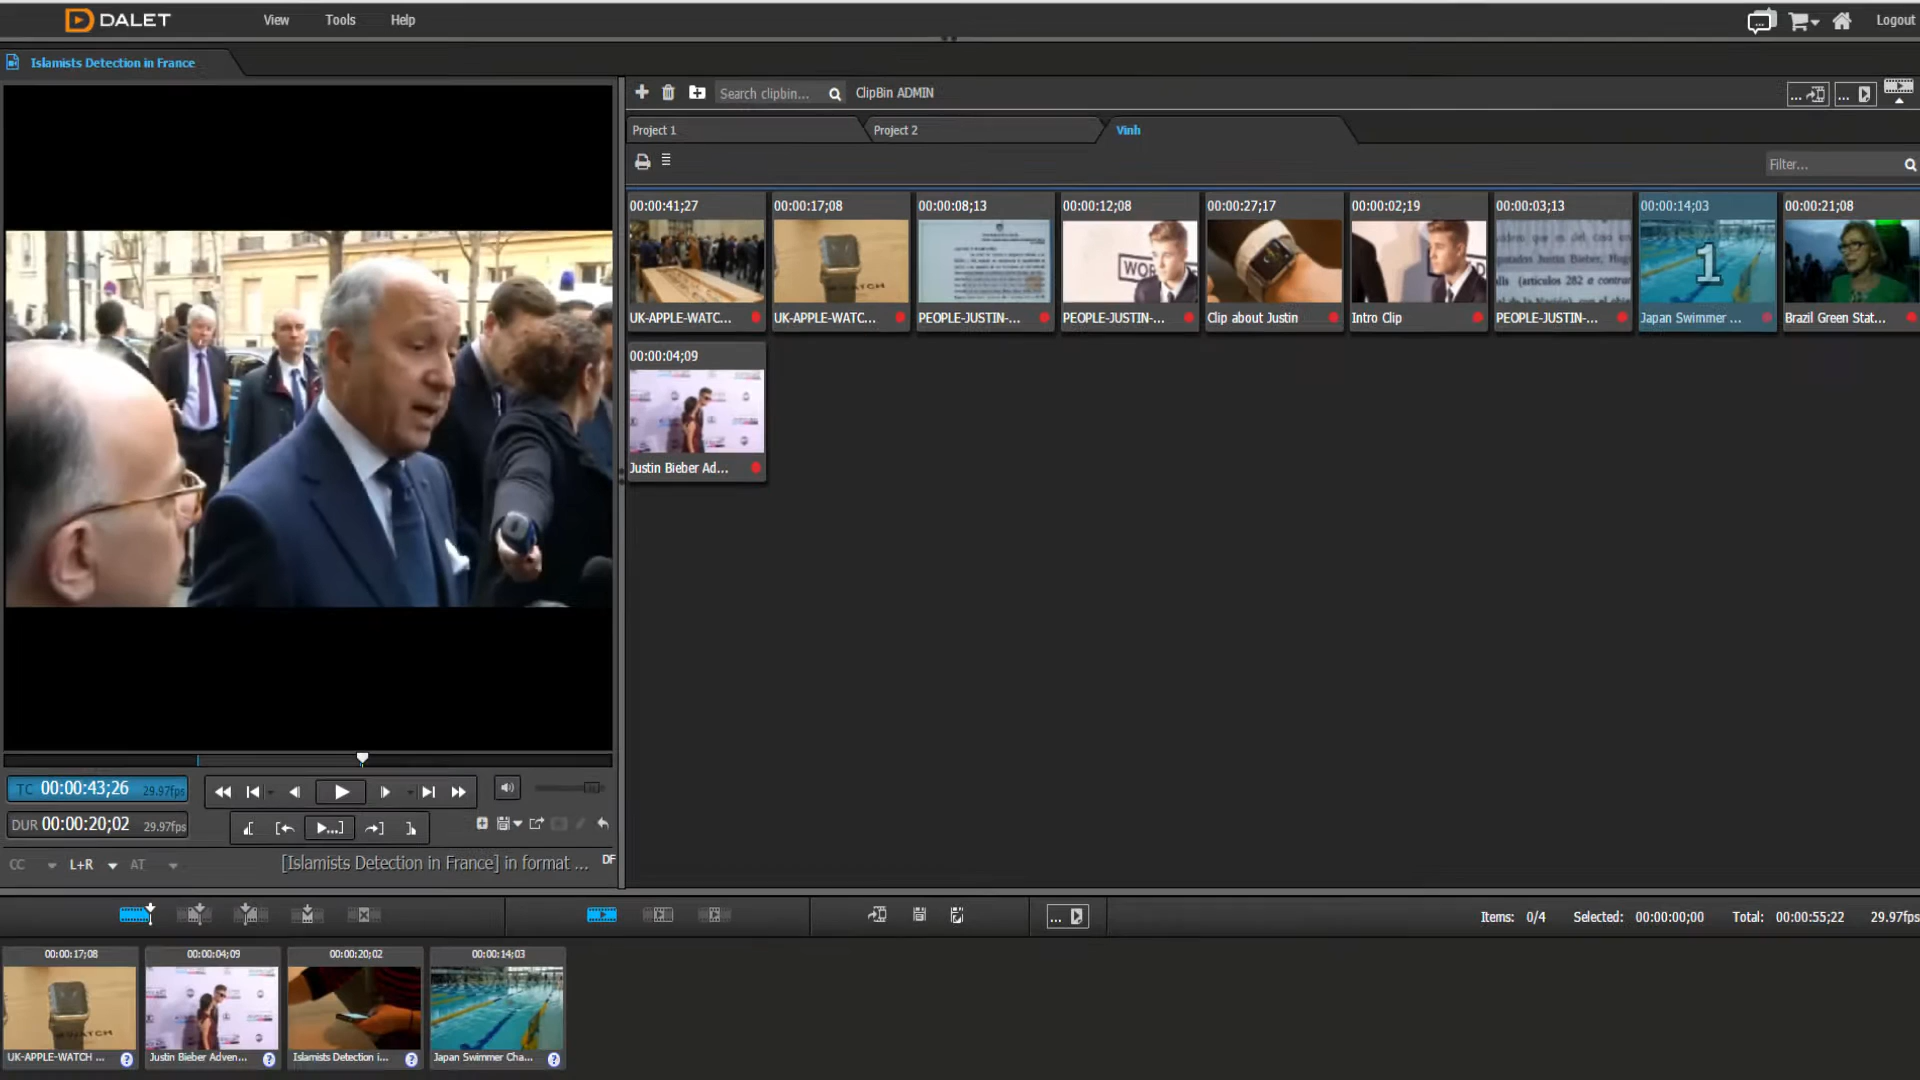 DALET
View Tools Help
Logout
Islamists Detection in France
Search clipbin...
ClipBin ADMIN
Project 1
Project 2
Vinh
Filter...
00:00:41;27
UK-APPLE-WATC...
00:00:17;08
WATCH
UK-APPLE-WATC...
00:00:08;13
PEOPLE-JUSTIN-...
00:00:12;08
WOR
PEOPLE-JUSTIN-...
00:00:27;17
Clip about Justin
00:00:02;19
Intro Clip
00:00:03;13
PEOPLE-JUSTIN-...
00:00:14;03
1
Japan Swimmer ...
00:00:21;08
Brazil Green Stat...
00:00:04;09
Justin Bieber Ad...
TC 00:00:43;26 29.97fps
DUR 00:00:20;02 29.97fps
CC L+R AT
[Islamists Detection in France] in format ...
DF
Items: 0/4 Selected: 00:00:00;00 Total: 00:00:55;22 29.97fps
00:00:17;08
WATCH
UK-APPLE-WATCH ...
00:00:04;09
Justin Bieber Adven...
00:00:20;02
Islamists Detection i...
00:00:14;03
Japan Swimmer Cha...